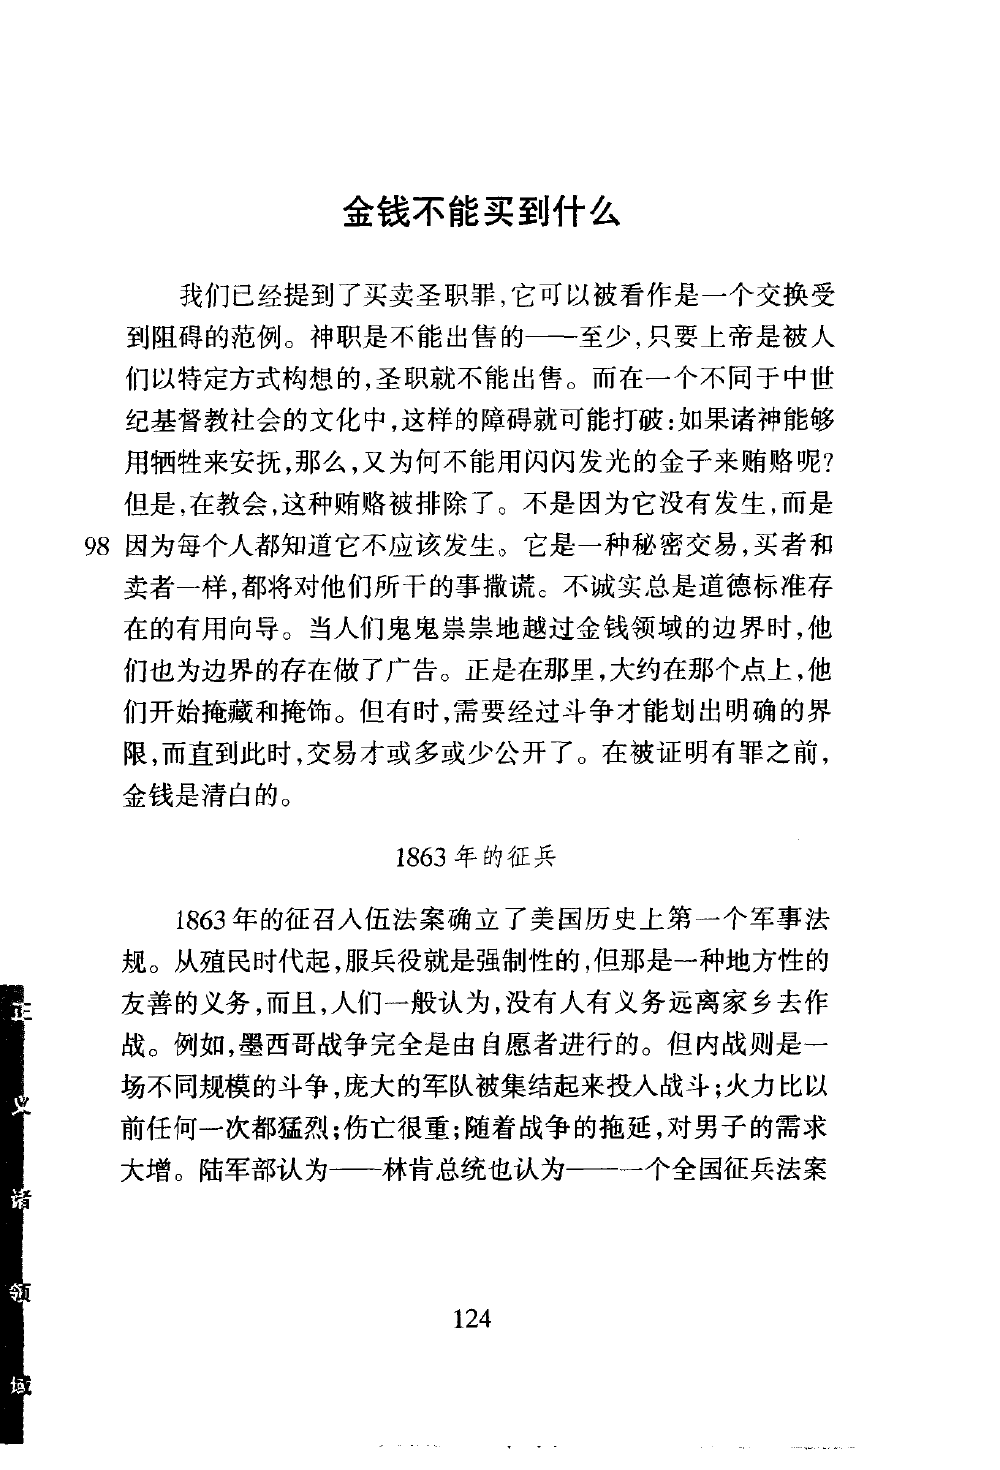 金钱不能买到什么
我们已经提到了买卖圣职罪,它可以被看作是一个交换受
到阻碍的范例。神职是不能出售的——至少,只要上帝是被人
们以特定方式构想的,圣职就不能出售。而在一个不同于中世
纪基督教社会的文化中,这样的障碍就可能打破:如果诸神能够
用牺牲来安抚,那么,又为何不能用闪闪发光的金子来贿赂呢?
但是,在教会,这种贿赂被排除了。不是因为它没有发生,而是
98 因为每个人都知道它不应该发生。它是一种秘密交易,买者和
卖者一样,都将对他们所干的事撒谎。不诚实总是道德标准存
在的有用向导。当人们鬼鬼祟祟地越过金钱领域的边界时,他
们也为边界的存在做了广告。正是在那里,大约在那个点上,他
们开始掩藏和掩饰。但有时,需要经过斗争才能划出明确的界
限,而直到此时,交易才或多或少公开了。在被证明有罪之前,
金钱是清白的。
1863 年的征兵
1863 年的征召入伍法案确立了美国历史上第一个军事法
规。从殖民时代起,服兵役就是强制性的,但那是一种地方性的
友善的义务,而且,人们一般认为,没有人有义务远离家乡去作
战。例如,墨西哥战争完全是由自愿者进行的。但内战则是一
场不同规模的斗争,庞大的军队被集结起来投入战斗;火力比以
前任何一次都猛烈;伤亡很重;随着战争的拖延,对男子的需求
大增。陆军部认为——林肯总统也认为——一个全国征兵法案
正
义
诸
领
域
124